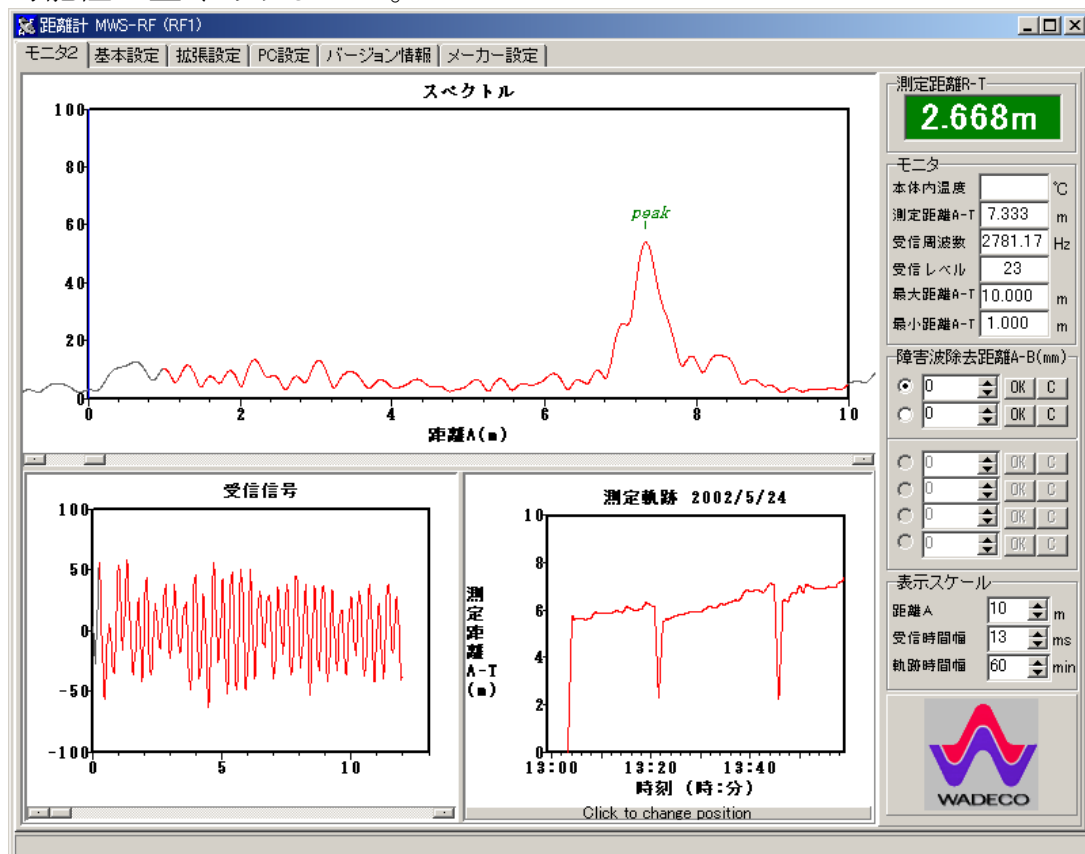 距離計 MWS-RF (RF1)
モニタ2 基本設定 拡張設定 PC設定 バージョン情報 メーカー設定
スペクトル
100
80
60
40
20
0
peak
0 2 4 6 8 10
距離A(m)
測定距離R-T
2.668m
モニタ
本体内温度 ℃
測定距離A-T 7.333 m
受信周波数 2781.17 Hz
受信レベル 23
最大距離A-T 10.000 m
最小距離A-T 1.000 m
障害波除去距離A-B(mm)
0 OK C
0 OK C
0 OK C
0 OK C
0 OK C
0 OK C
表示スケール
距離A 10 m
受信時間幅 13 ms
軌跡時間幅 60 min
WADECO
受信信号
100
50
0
-50
-100
0 5 10
測定軌跡 2002/5/24
測定距離A-T(m)
10
8
6
4
2
0
13:00 13:20 13:40
時刻 (時:分)
Click to change position